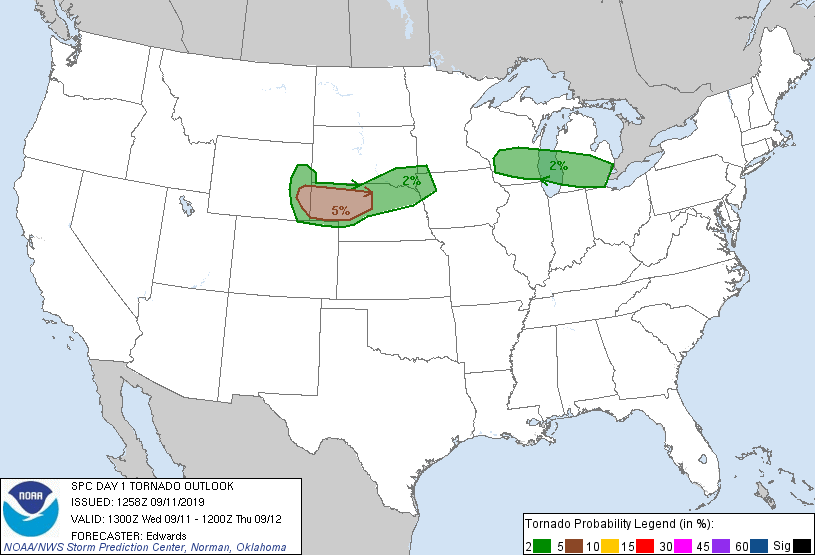 2%
2%
5%
NOAA
SPC DAY 1 TORNADO OUTLOOK
ISSUED: 1258Z 09/11/2019
VALID: 1300Z Wed 09/11 - 1200Z Thu 09/12
FORECASTER: Edwards
NOAA/NWS Storm Prediction Center, Norman, Oklahoma
Tornado Probability Legend (in %):
2 5 10 15 30 45 60 Sig